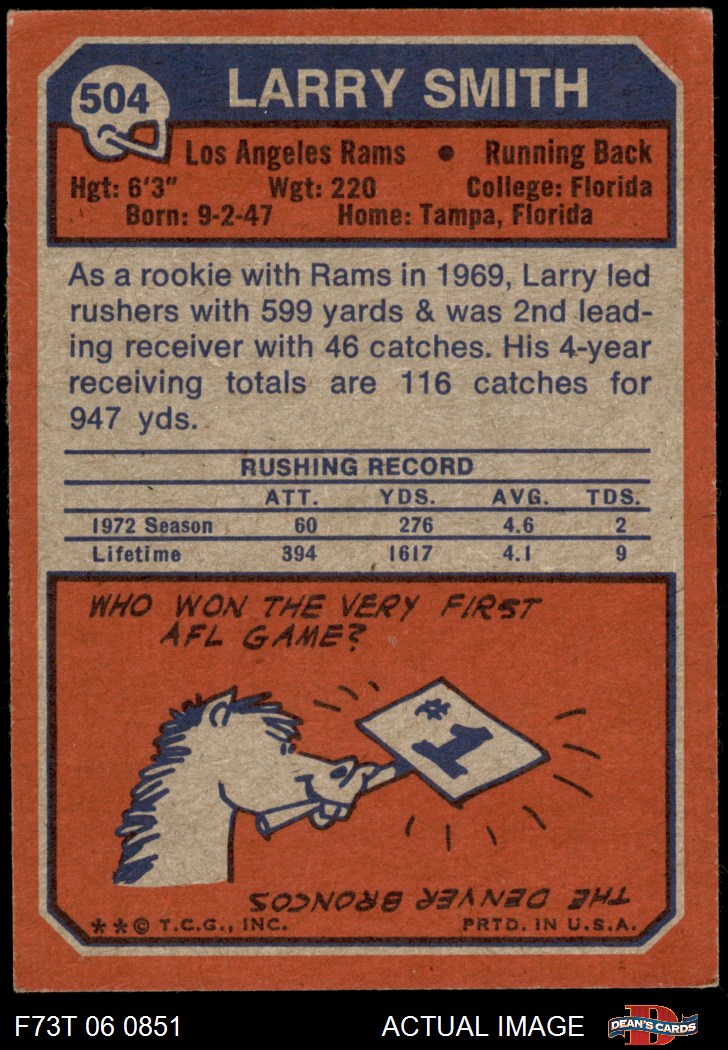 504
LARRY SMITH
Los Angeles Rams • Running Back
Hgt: 6'3" Wgt: 220 College: Florida
Born: 9-2-47 Home: Tampa, Florida
As a rookie with Rams in 1969, Larry led
rushers with 599 yards & was 2nd lead-
ing receiver with 46 catches. His 4-year
receiving totals are 116 catches for
947 yds.
RUSHING RECORD
ATT. YDS. AVG. TDS.
1972 Season 60 276 4.6 2
Lifetime 394 1617 4.1 9
WHO WON THE VERY FIRST
AFL GAME?
#1
THE DENVER BRONCOS
**© T.C.G., INC. PRTD. IN U.S.A.
F73T 06 0851 ACTUAL IMAGE DEAN'S CARDS